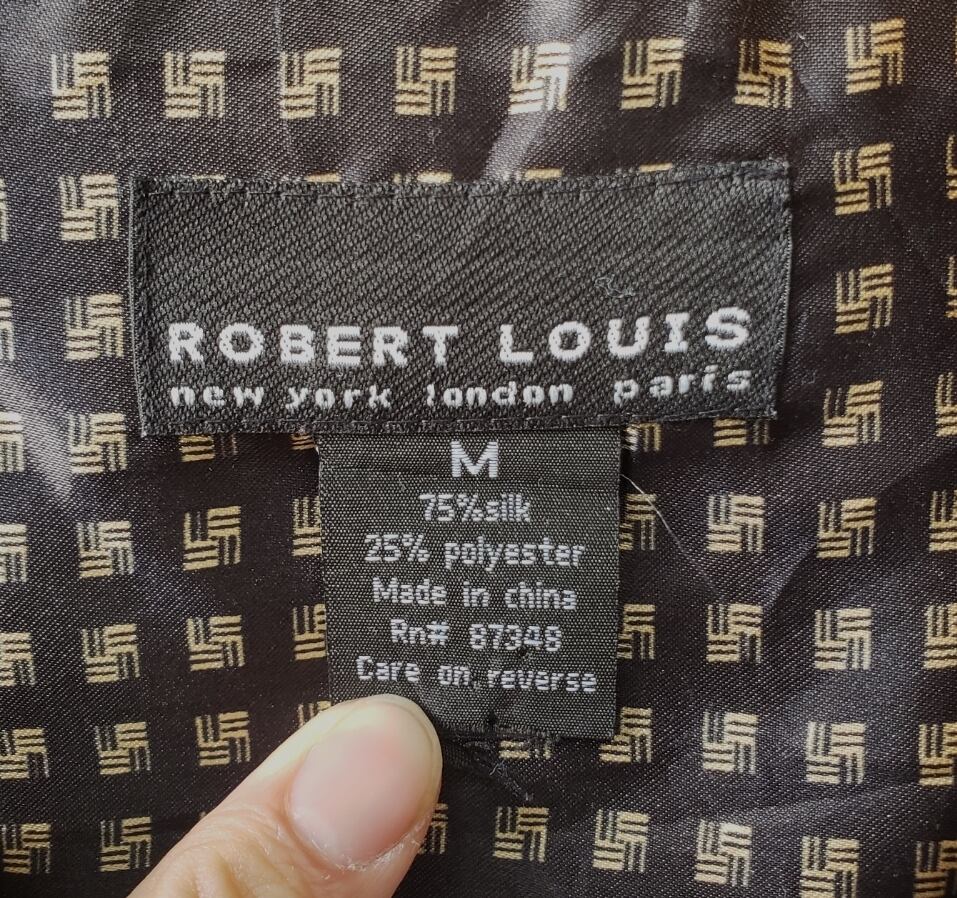 ROBERT LOUIS
new york london paris
M
75%silk
25% polyester
Made in china
Rn# 87348
Care on reverse